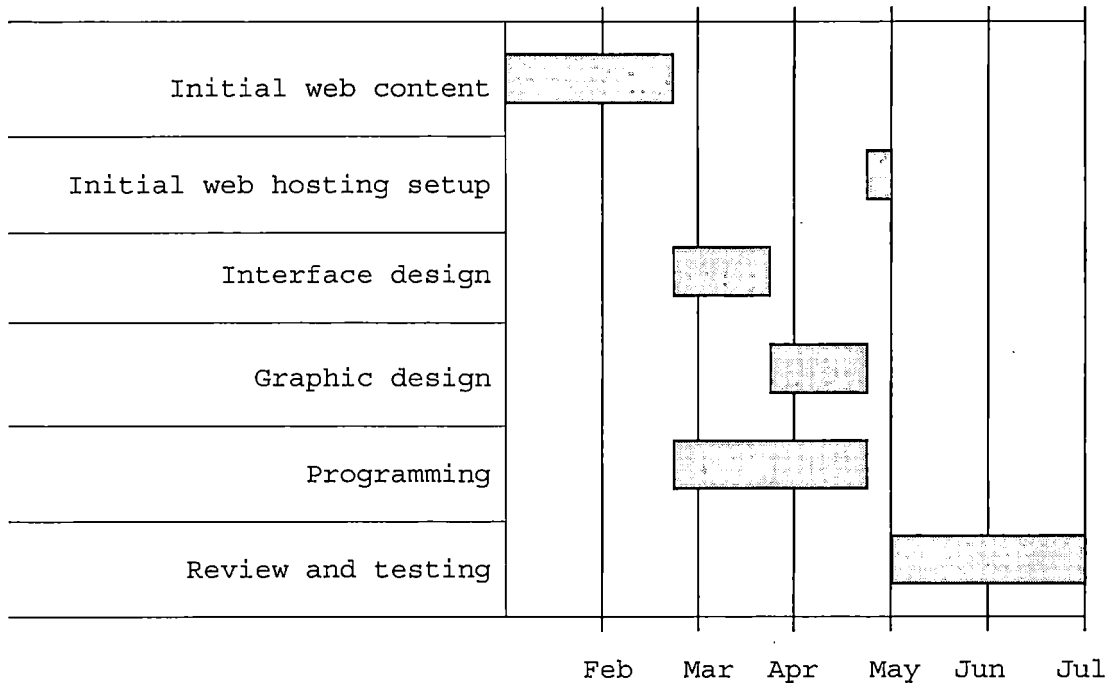 Initial web content
Initial web hosting setup
Interface design
Graphic design
Programming
Review and testing
Feb Mar Apr May Jun Jul